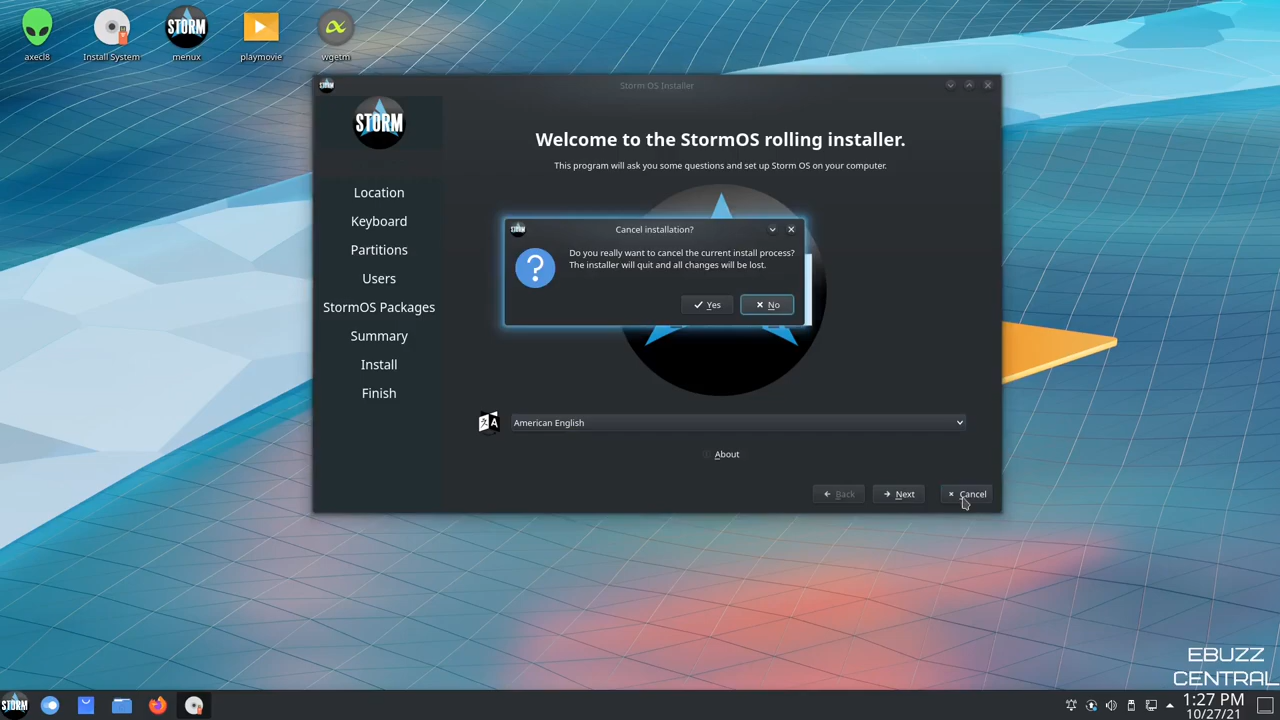 axecl8
Install System
STORM
menux
playmovie
wgetm
Storm OS Installer
STORM
Location
Keyboard
Partitions
Users
StormOS Packages
Summary
Install
Finish
Welcome to the StormOS rolling installer.
This program will ask you some questions and set up Storm OS on your computer.
Cancel installation?
Do you really want to cancel the current install process?
The installer will quit and all changes will be lost.
Yes
No
American English
About
Back
Next
Cancel
EBUZZ
CENTRAL
STORM
1:27 PM
10/27/21